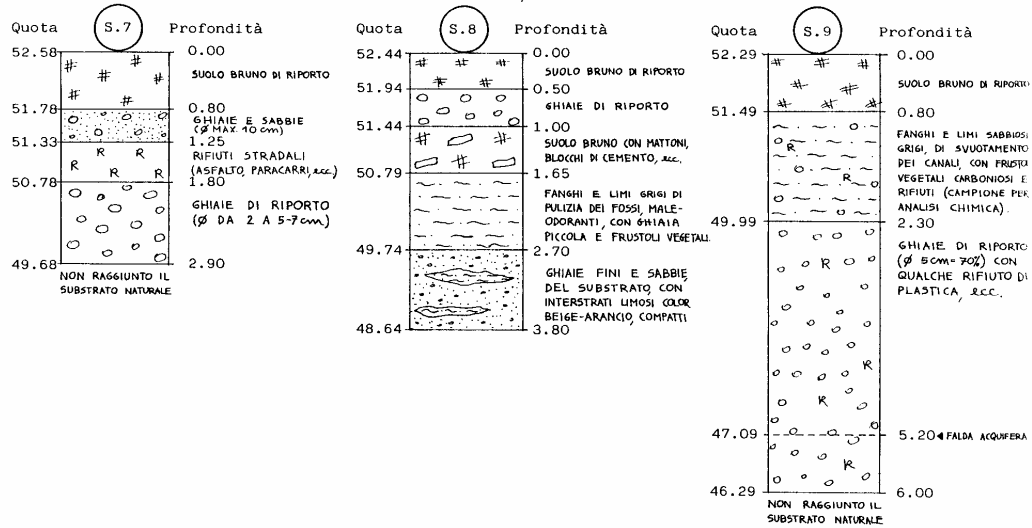 Quota S.7 Profondità
52.58 0.00
SUOLO BRUNO DI RIPORTO
51.78 0.80
GHIAIE E SABBIE
(Ø MAX. 10 cm)
51.33 1.25
RIFIUTI STRADALI
(ASFALTO, PARACARRI, ecc.)
50.78 1.80
GHIAIE DI RIPORTO
(Ø DA 2 A 5-7 cm)
49.68 2.90
NON RAGGIUNTO IL
SUBSTRATO NATURALE
Quota S.8 Profondità
52.44 0.00
SUOLO BRUNO DI RIPORTO
51.94 0.50
GHIAIE DI RIPORTO
51.44 1.00
SUOLO BRUNO CON MATTONI,
BLOCCHI DI CEMENTO, ecc.
50.79 1.65
FANGHI E LIMI GRIGI DI
PULIZIA DEI FOSSI, MALE-
ODORANTI, CON GHIAIA
PICCOLA E FRUSTOLI VEGETALI.
49.74 2.70
GHIAIE FINI E SABBIE
DEL SUBSTRATO, CON
INTERSTRATI LIMOSI COLOR
BEIGE-ARANCIO, COMPATTI
48.64 3.80
Quota S.9 Profondità
52.29 0.00
SUOLO BRUNO DI RIPORTO
51.49 0.80
FANGHI E LIMI SABBIOSI
GRIGI, DI SVUOTAMENTO
DEI CANALI, CON FRUSTO
VEGETALI CARBONIOSI E
RIFIUTI (CAMPIONE PER
ANALISI CHIMICA).
49.99 2.30
GHIAIE DI RIPORTO
(Ø 5 cm = 70%) CON
QUALCHE RIFIUTO DI
PLASTICA, ecc.
47.09 5.20 FALDA ACQUIFERA
46.29 6.00
NON RAGGIUNTO IL
SUBSTRATO NATURALE